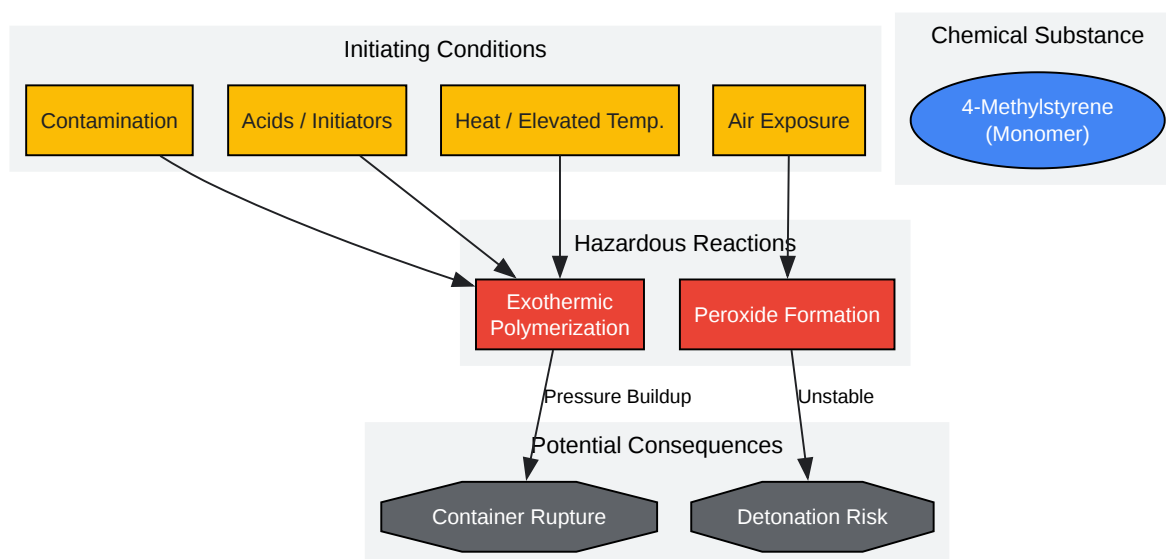 Initiating Conditions
Chemical Substance
Contamination
Acids / Initiators
Heat / Elevated Temp.
Air Exposure
4-Methylstyrene
(Monomer)
Hazardous Reactions
Exothermic
Polymerization
Peroxide Formation
Pressure Buildup
Unstable
Potential Consequences
Container Rupture
Detonation Risk